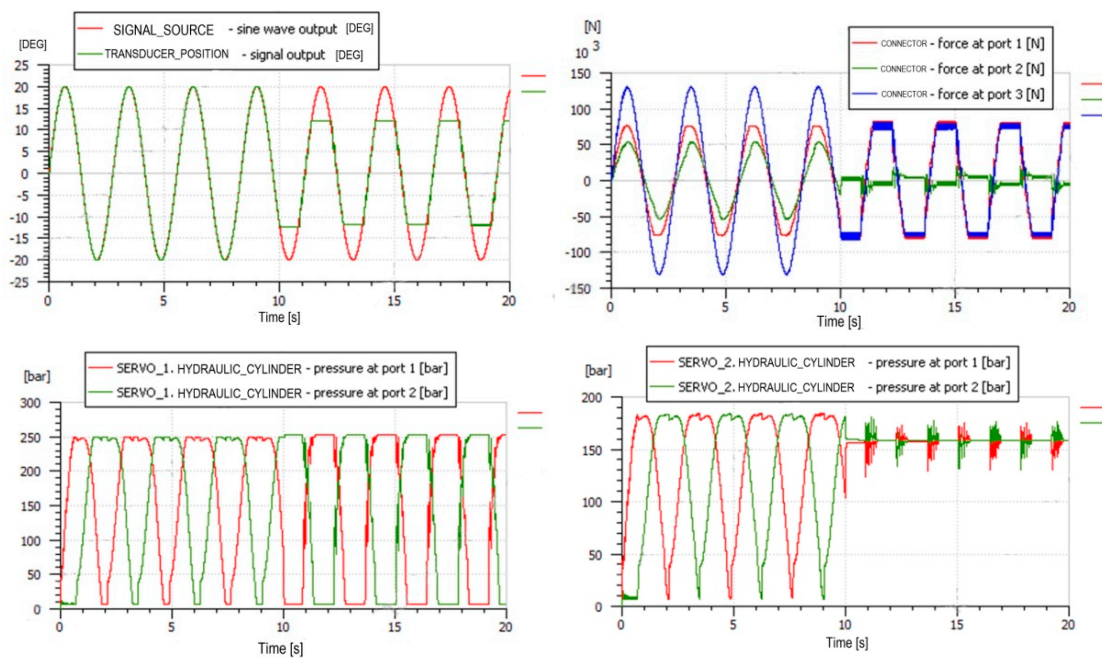 SIGNAL_SOURCE - sine wave output [DEG]
TRANSDUCER_POSITION - signal output [DEG]
[DEG]
25
20
15
10
5
0
-5
-10
-15
-20
-25
0 5 10 15 20
Time [s]
[N]
10 3
CONNECTOR - force at port 1 [N]
CONNECTOR - force at port 2 [N]
CONNECTOR - force at port 3 [N]
150
100
50
0
-50
-100
-150
0 5 10 15 20
Time [s]
SERVO_1. HYDRAULIC_CYLINDER - pressure at port 1 [bar]
SERVO_1. HYDRAULIC_CYLINDER - pressure at port 2 [bar]
[bar]
300
250
200
150
100
50
0
0 5 10 15 20
Time [s]
SERVO_2. HYDRAULIC_CYLINDER - pressure at port 1 [bar]
SERVO_2. HYDRAULIC_CYLINDER - pressure at port 2 [bar]
[bar]
200
150
100
50
0
0 5 10 15 20
Time [s]